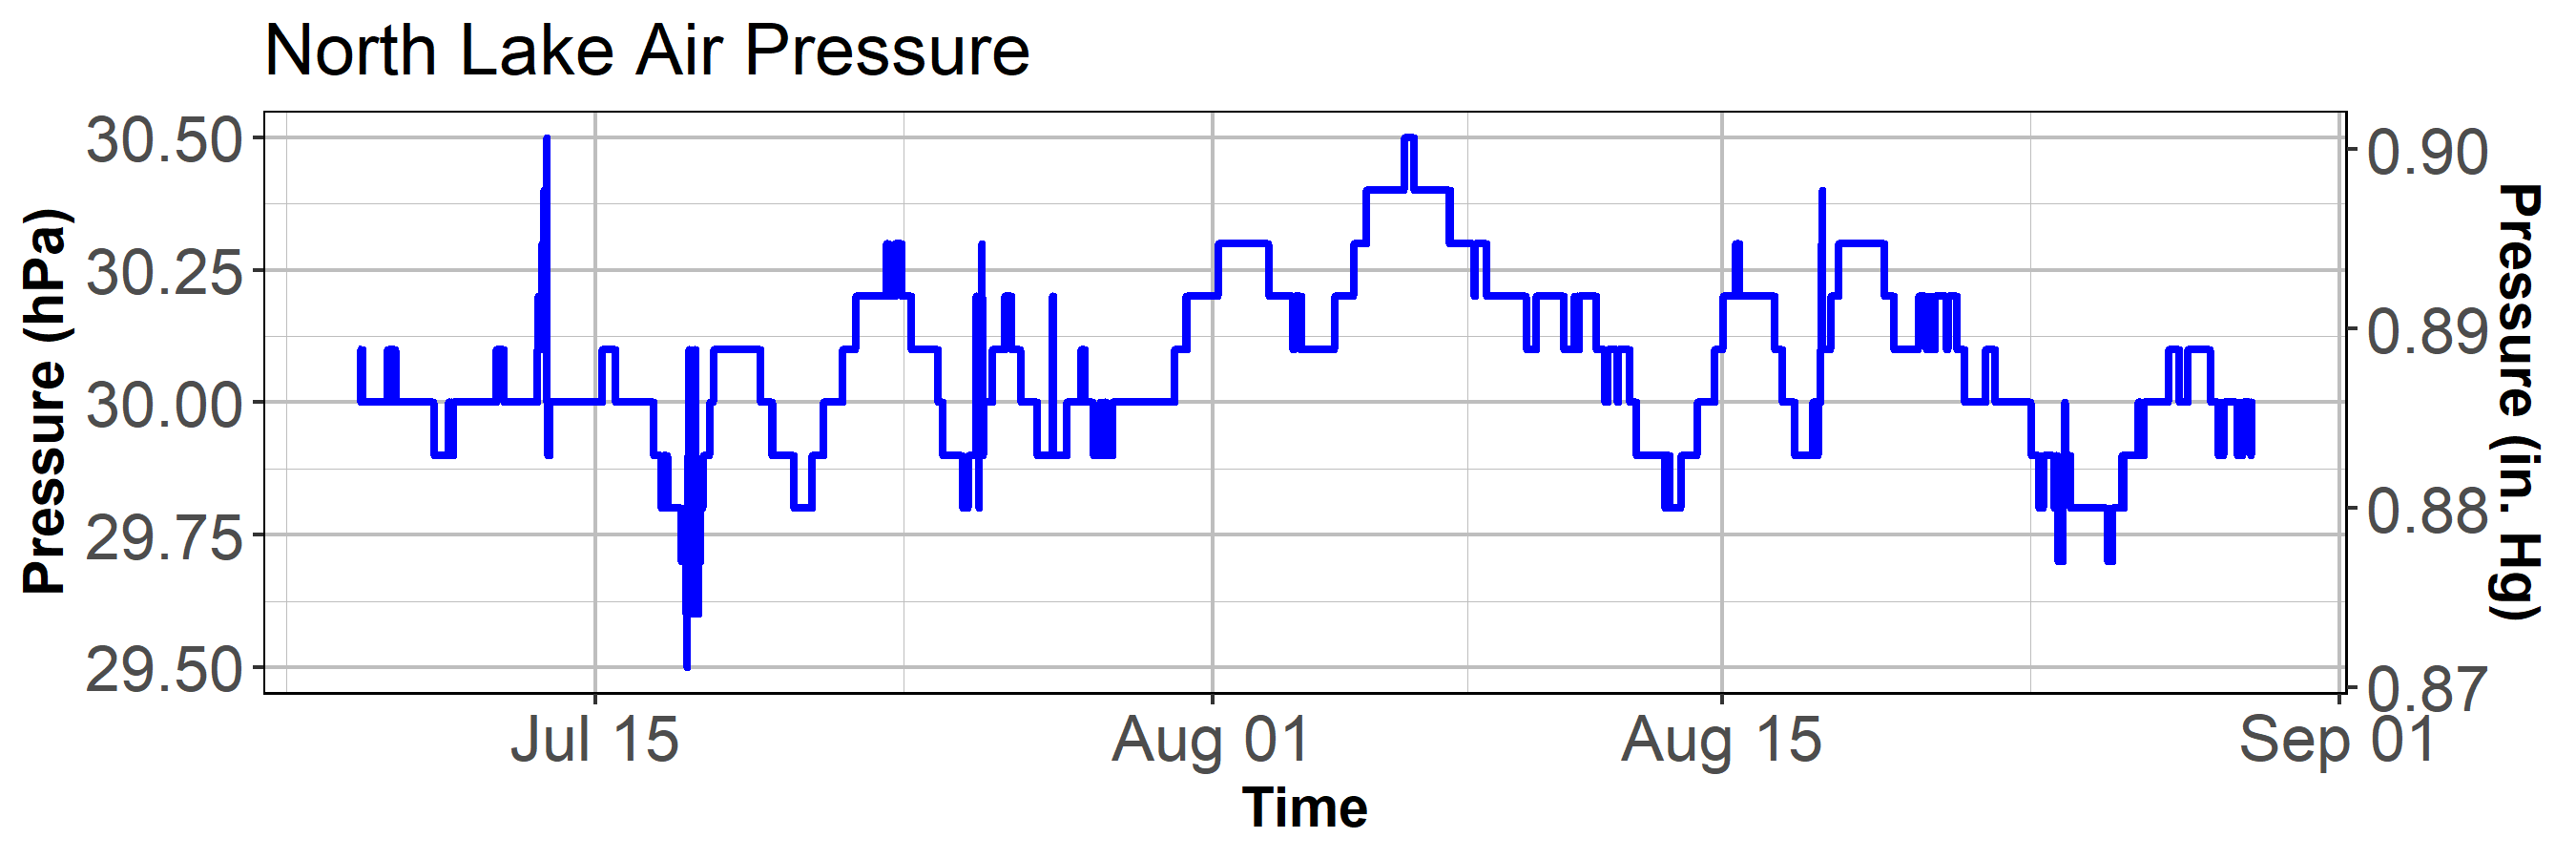 North Lake Air Pressure
Pressure (hPa)
30.50
30.25
30.00
29.75
29.50
0.90
0.89
0.88
0.87
Pressure (in. Hg)
Jul 15
Aug 01
Aug 15
Sep 01
Time